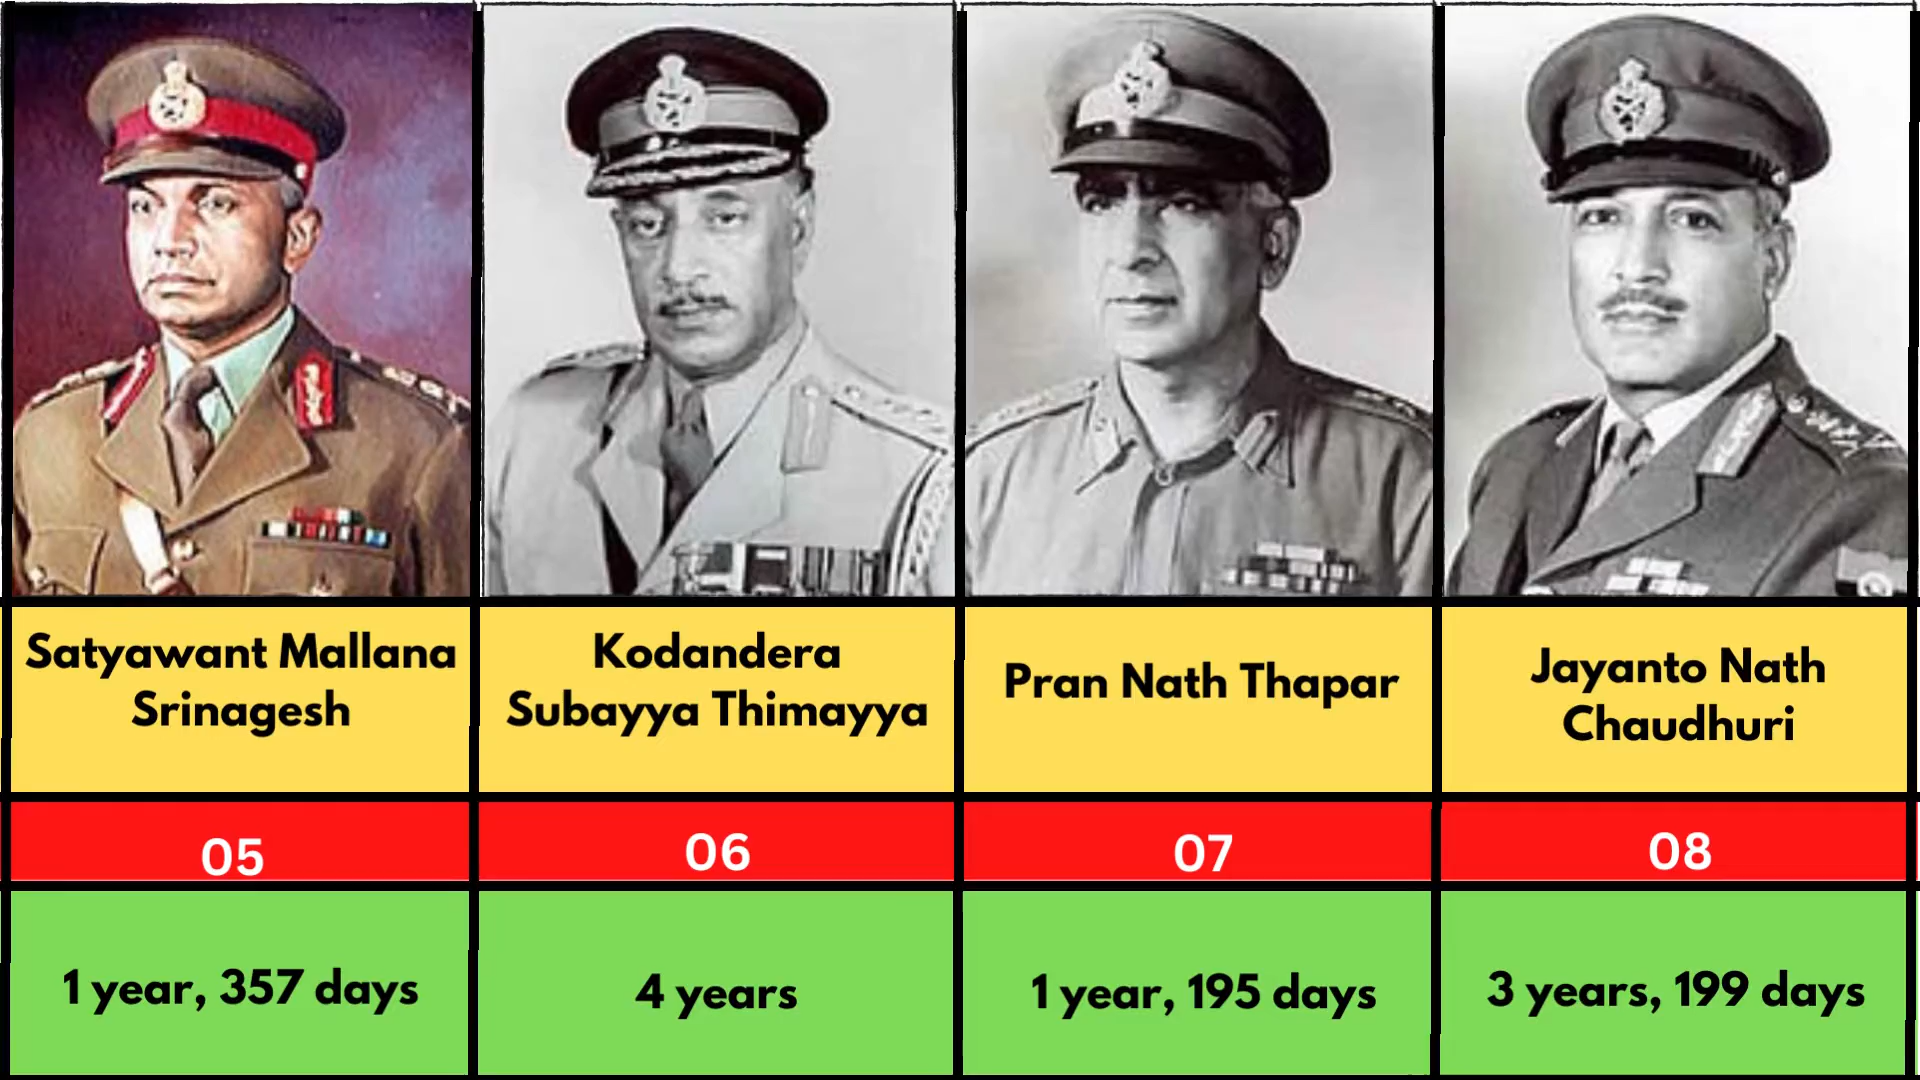 Satyawant Mallana
Srinagesh
Kodandera
Subayya Thimayya
Pran Nath Thapar
Jayanto Nath
Chaudhuri
05
06
07
08
1 year, 357 days
4 years
1 year, 195 days
3 years, 199 days